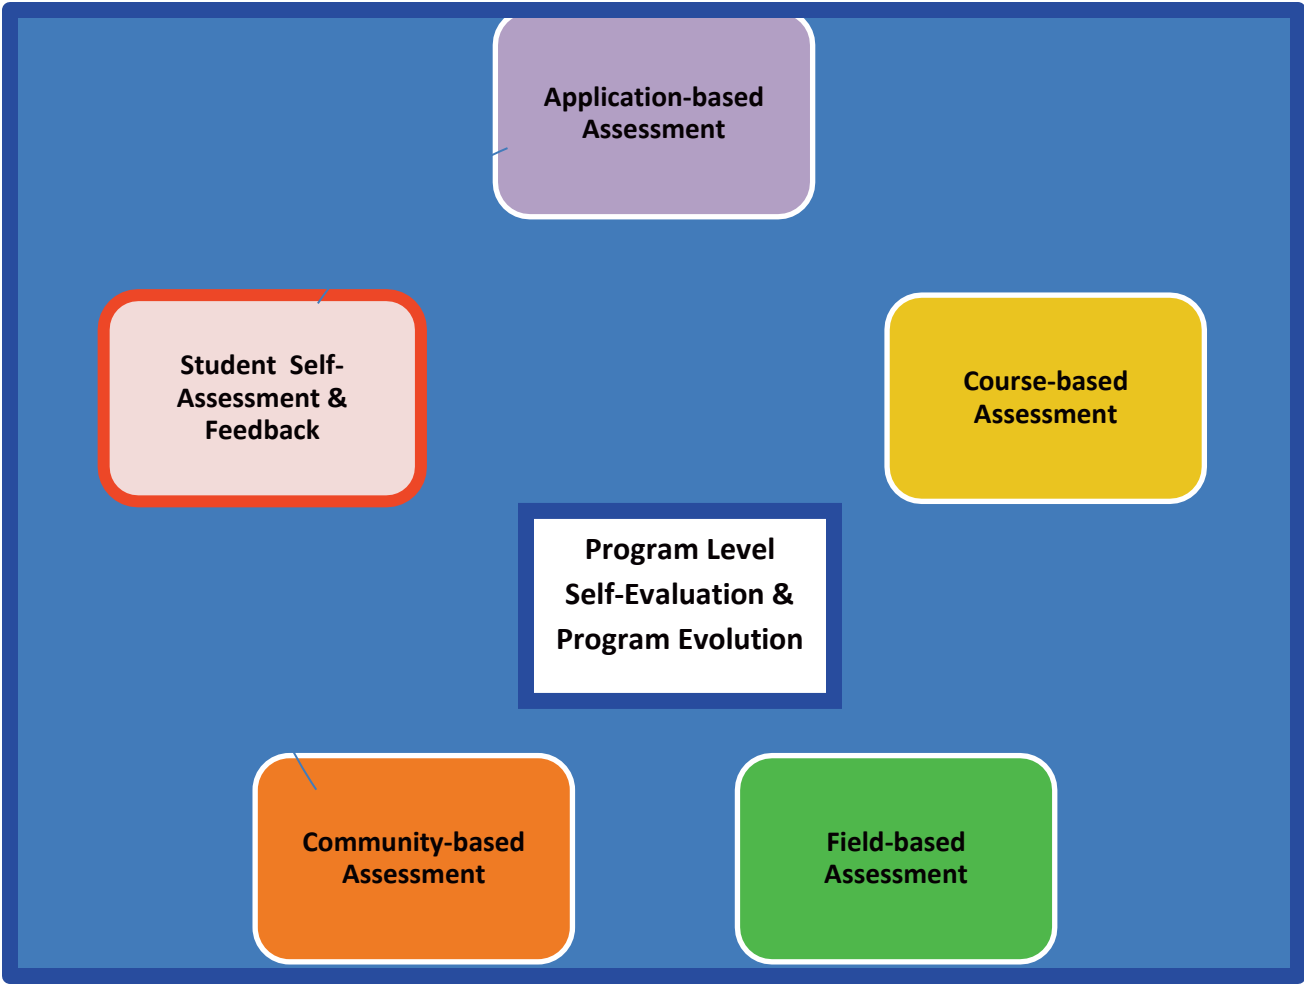 Application-based
Assessment
Student  Self-
Assessment &
Feedback
Course-based
Assessment
Program Level
Self-Evaluation &
Program Evolution
Community-based
Assessment
Field-based
Assessment